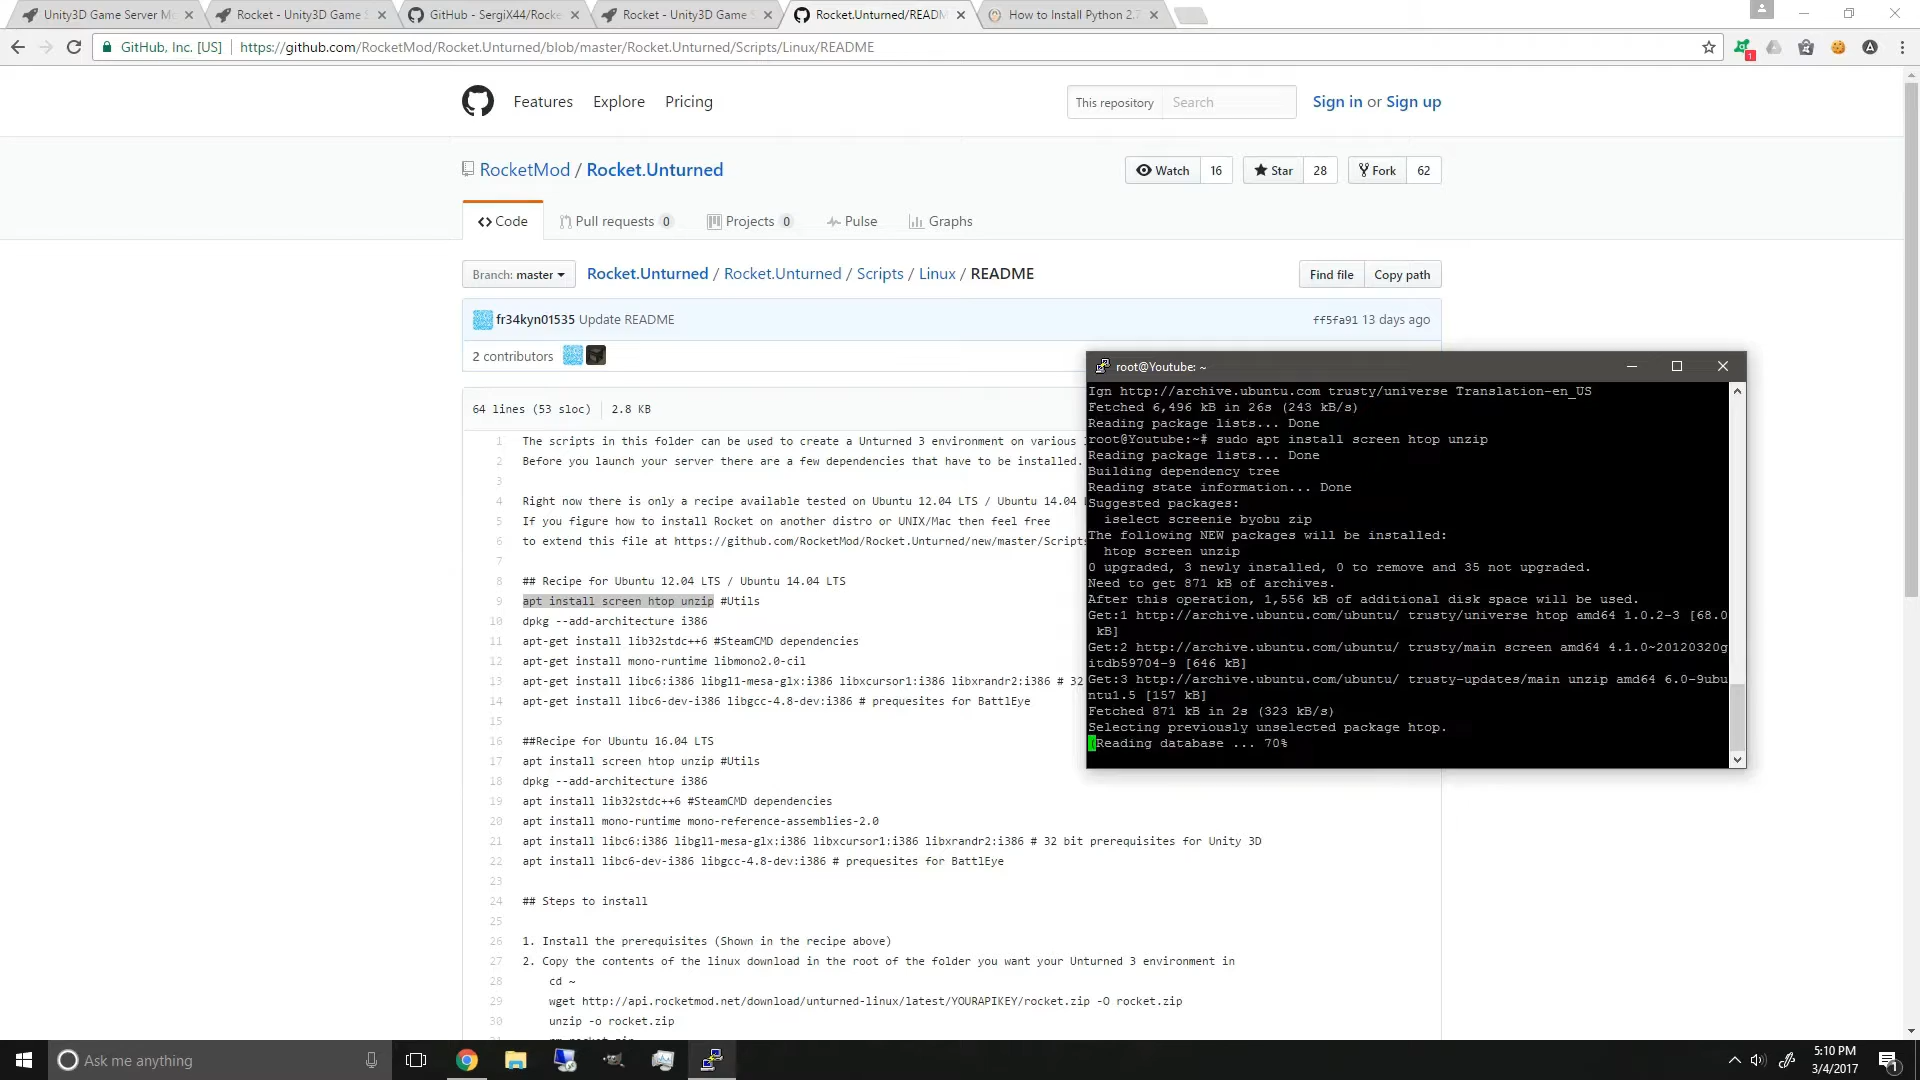 Unity3D Game Server M
Rocket - Unity3D Game S
GitHub - SergiX44/Rocke
Rocket - Unity3D Game S
Rocket.Unturned/READM
How to Install Python 2.7
GitHub, Inc. [US]
https://github.com/RocketMod/Rocket.Unturned/blob/master/Rocket.Unturned/Scripts/Linux/README
1
Features
Explore
Pricing
This repository
Search
Sign in or Sign up
RocketMod / Rocket.Unturned
Watch 16
Star 28
Fork 62
Code
Pull requests 0
Projects 0
Pulse
Graphs
Branch: master
Rocket.Unturned / Rocket.Unturned / Scripts / Linux / README
Find file
Copy path
fr34kyn01535 Update README
ff5fa91 13 days ago
2 contributors
64 lines (53 sloc)
2.8 KB
1 The scripts in this folder can be used to create a Unturned 3 environment on various
2 Before you launch your server there are a few dependencies that have to be installed.
3
4 Right now there is only a recipe available tested on Ubuntu 12.04 LTS / Ubuntu 14.04
5 If you figure how to install Rocket on another distro or UNIX/Mac then feel free
6 to extend this file at https://github.com/RocketMod/Rocket.Unturned/new/master/Scripts
7
8 ## Recipe for Ubuntu 12.04 LTS / Ubuntu 14.04 LTS
9 apt install screen htop unzip #Utils
10 dpkg --add-architecture i386
11 apt-get install lib32stdc++6 #SteamCMD dependencies
12 apt-get install mono-runtime libmono2.0-cil
13 apt-get install libc6:i386 libgl1-mesa-glx:i386 libxcursor1:i386 libxrandr2:i386 # 32
14 apt-get install libc6-dev-i386 libgcc-4.8-dev:i386 # prequesites for BattlEye
15
16 ##Recipe for Ubuntu 16.04 LTS
17 apt install screen htop unzip #Utils
18 dpkg --add-architecture i386
19 apt install lib32stdc++6 #SteamCMD dependencies
20 apt install mono-runtime mono-reference-assemblies-2.0
21 apt install libc6:i386 libgl1-mesa-glx:i386 libxcursor1:i386 libxrandr2:i386 # 32 bit prerequisites for Unity 3D
22 apt install libc6-dev-i386 libgcc-4.8-dev:i386 # prequesites for BattlEye
23
24 ## Steps to install
25
26 1. Install the prerequisites (Shown in the recipe above)
27 2. Copy the contents of the linux download in the root of the folder you want your Unturned 3 environment in
28 cd ~
29 wget http://api.rocketmod.net/download/unturned-linux/latest/YOURAPIKEY/rocket.zip -O rocket.zip
30 unzip -o rocket.zip
root@Youtube: ~
Ign http://archive.ubuntu.com trusty/universe Translation-en_US
Fetched 6,496 kB in 26s (243 kB/s)
Reading package lists... Done
root@Youtube:~# sudo apt install screen htop unzip
Reading package lists... Done
Building dependency tree
Reading state information... Done
Suggested packages:
iselect screenie byobu zip
The following NEW packages will be installed:
htop screen unzip
0 upgraded, 3 newly installed, 0 to remove and 35 not upgraded.
Need to get 871 kB of archives.
After this operation, 1,556 kB of additional disk space will be used.
Get:1 http://archive.ubuntu.com/ubuntu/ trusty/universe htop amd64 1.0.2-3 [68.0
kB]
Get:2 http://archive.ubuntu.com/ubuntu/ trusty/main screen amd64 4.1.0~20120320g
itdb59704-9 [646 kB]
Get:3 http://archive.ubuntu.com/ubuntu/ trusty-updates/main unzip amd64 6.0-9ubu
ntu1.5 [157 kB]
Fetched 871 kB in 2s (323 kB/s)
Selecting previously unselected package htop.
(Reading database ... 70%
Ask me anything
5:10 PM
3/4/2017
1